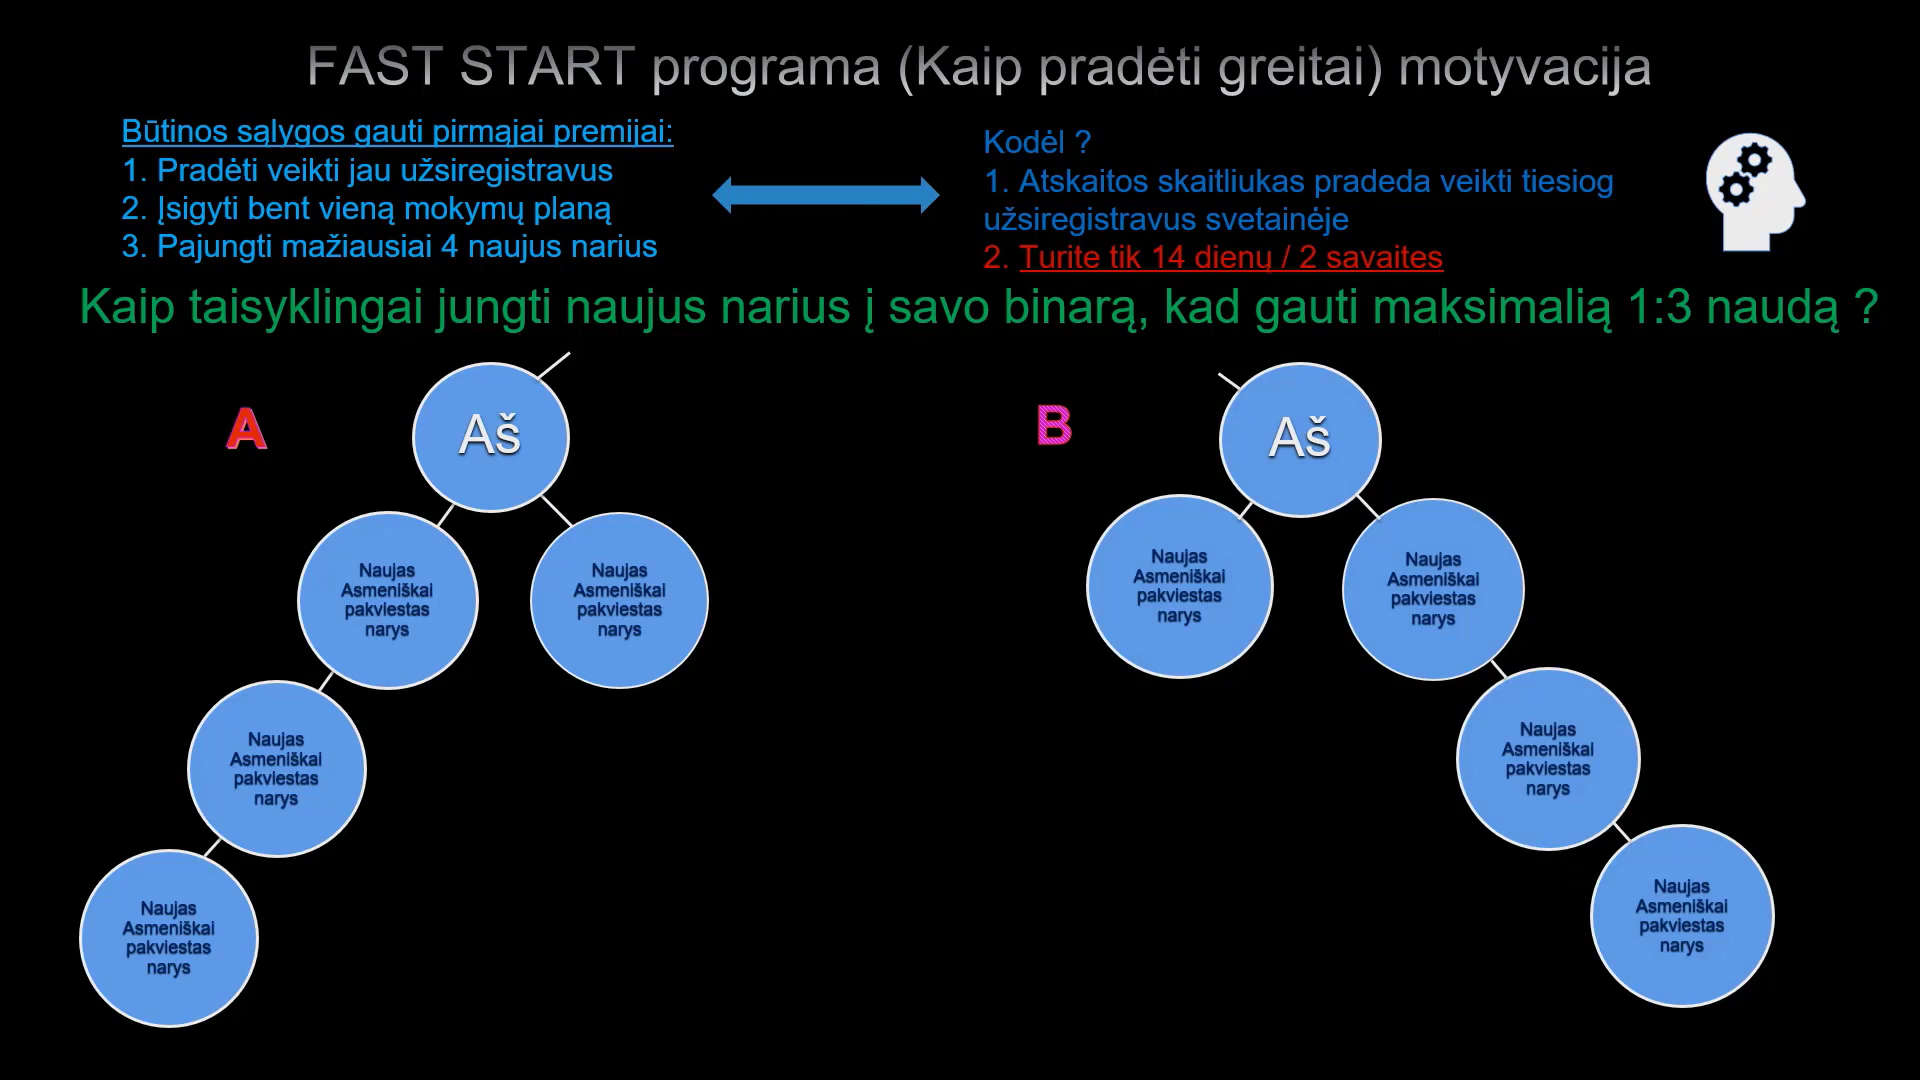 FAST START programa (Kaip pradėti greitai) motyvacija
Būtinos sąlygos gauti pirmąjai premijai:
1. Pradėti veikti jau užsiregistravus
2. Įsigyti bent vieną mokymų planą
3. Pajungti mažiausiai 4 naujus narius
Kodėl ?
1. Atskaitos skaitliukas pradeda veikti tiesiog
užsiregistravus svetainėje
2. Turite tik 14 dienų / 2 savaites
Kaip taisyklingai jungti naujus narius į savo binarą, kad gauti maksimalią 1:3 naudą ?
A
Aš
Naujas
Asmeniškai
pakviestas
narys
Naujas
Asmeniškai
pakviestas
narys
Naujas
Asmeniškai
pakviestas
narys
Naujas
Asmeniškai
pakviestas
narys
B
Aš
Naujas
Asmeniškai
pakviestas
narys
Naujas
Asmeniškai
pakviestas
narys
Naujas
Asmeniškai
pakviestas
narys
Naujas
Asmeniškai
pakviestas
narys